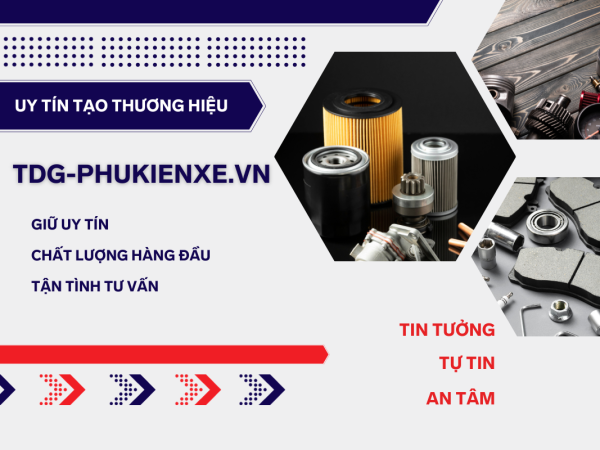 UY TÍN TẠO THƯƠNG HIỆU
TDG-PHUKIENXE.VN
GIỮ UY TÍN
CHẤT LƯỢNG HÀNG ĐẦU
TẬN TÌNH TƯ VẤN
TIN TƯỞNG
TỰ TIN
AN TÂM